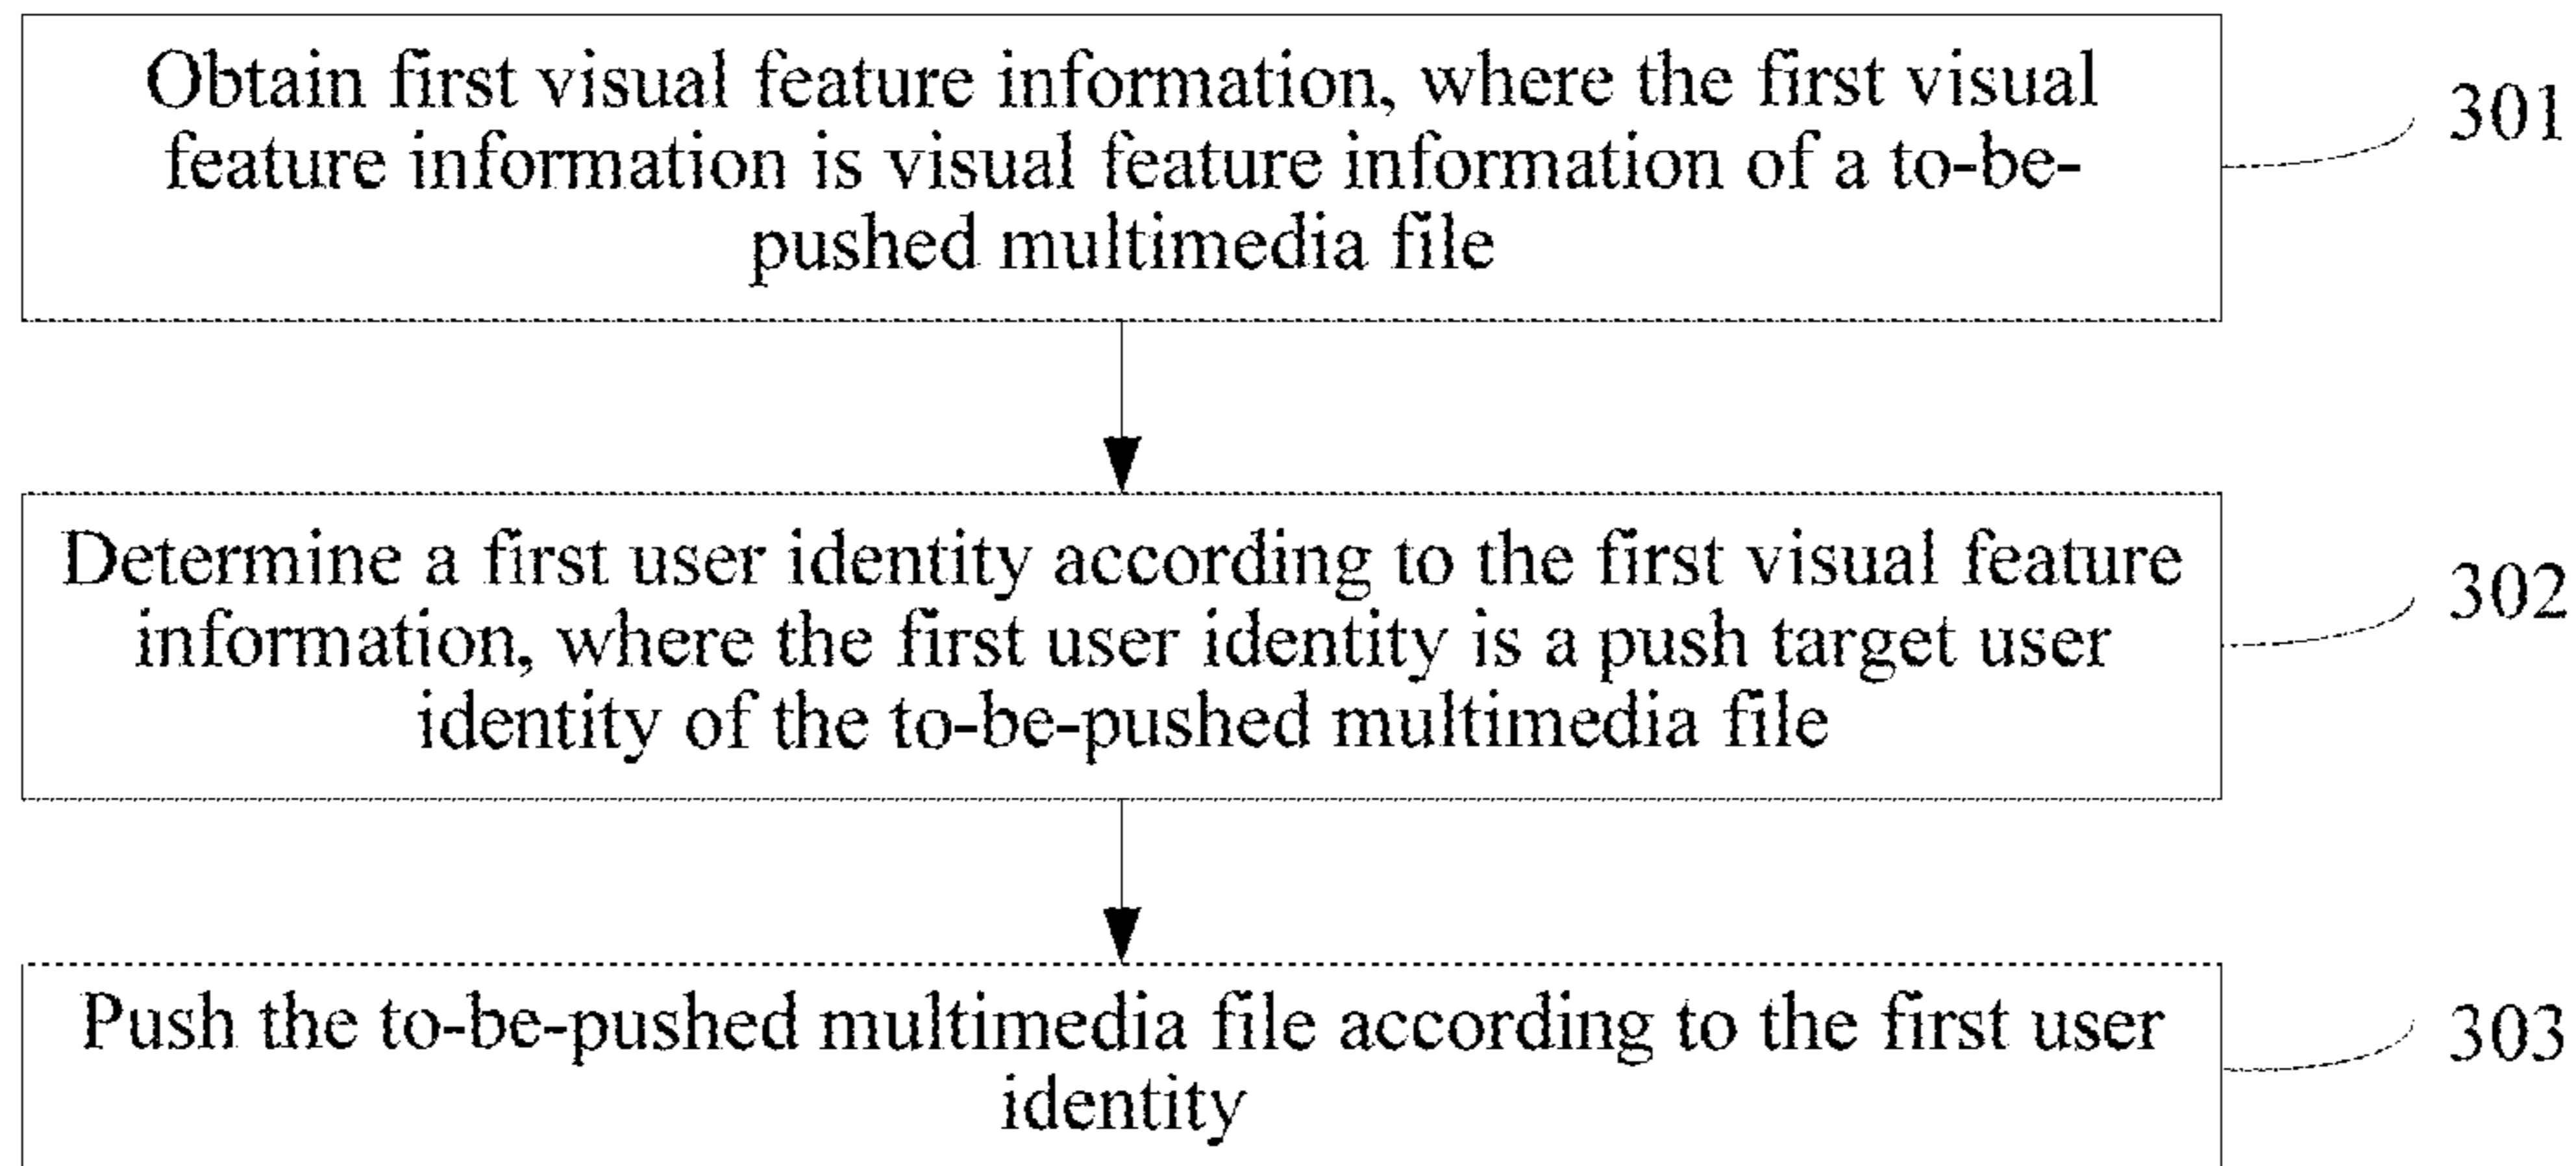 Obtain first visual feature information, where the first visual
feature information is visual feature information of a to-be-
pushed multimedia file
301
Determine a first user identity according to the first visual feature
information, where the first user identity is a push target user
identity of the to-be-pushed multimedia file
302
Push the to-be-pushed multimedia file according to the first user
identity
303